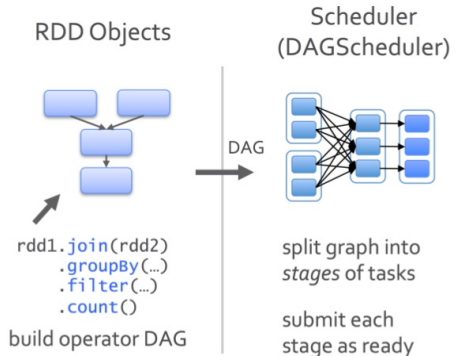 RDD Objects
rdd1.join(rdd2)
.groupBy(…)
.filter(…)
.count()
build operator DAG
DAG
Scheduler
(DAGScheduler)
split graph into
stages of tasks
submit each
stage as ready